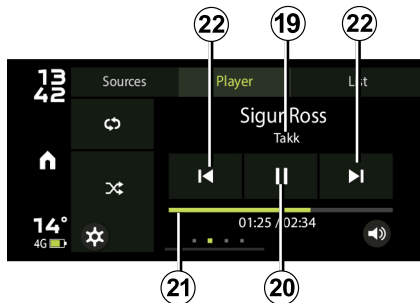 22
19
22
13
42
Sources
Player
List
Sigur Ross
Takk
01:25 / 02:34
14°
4G
21
20